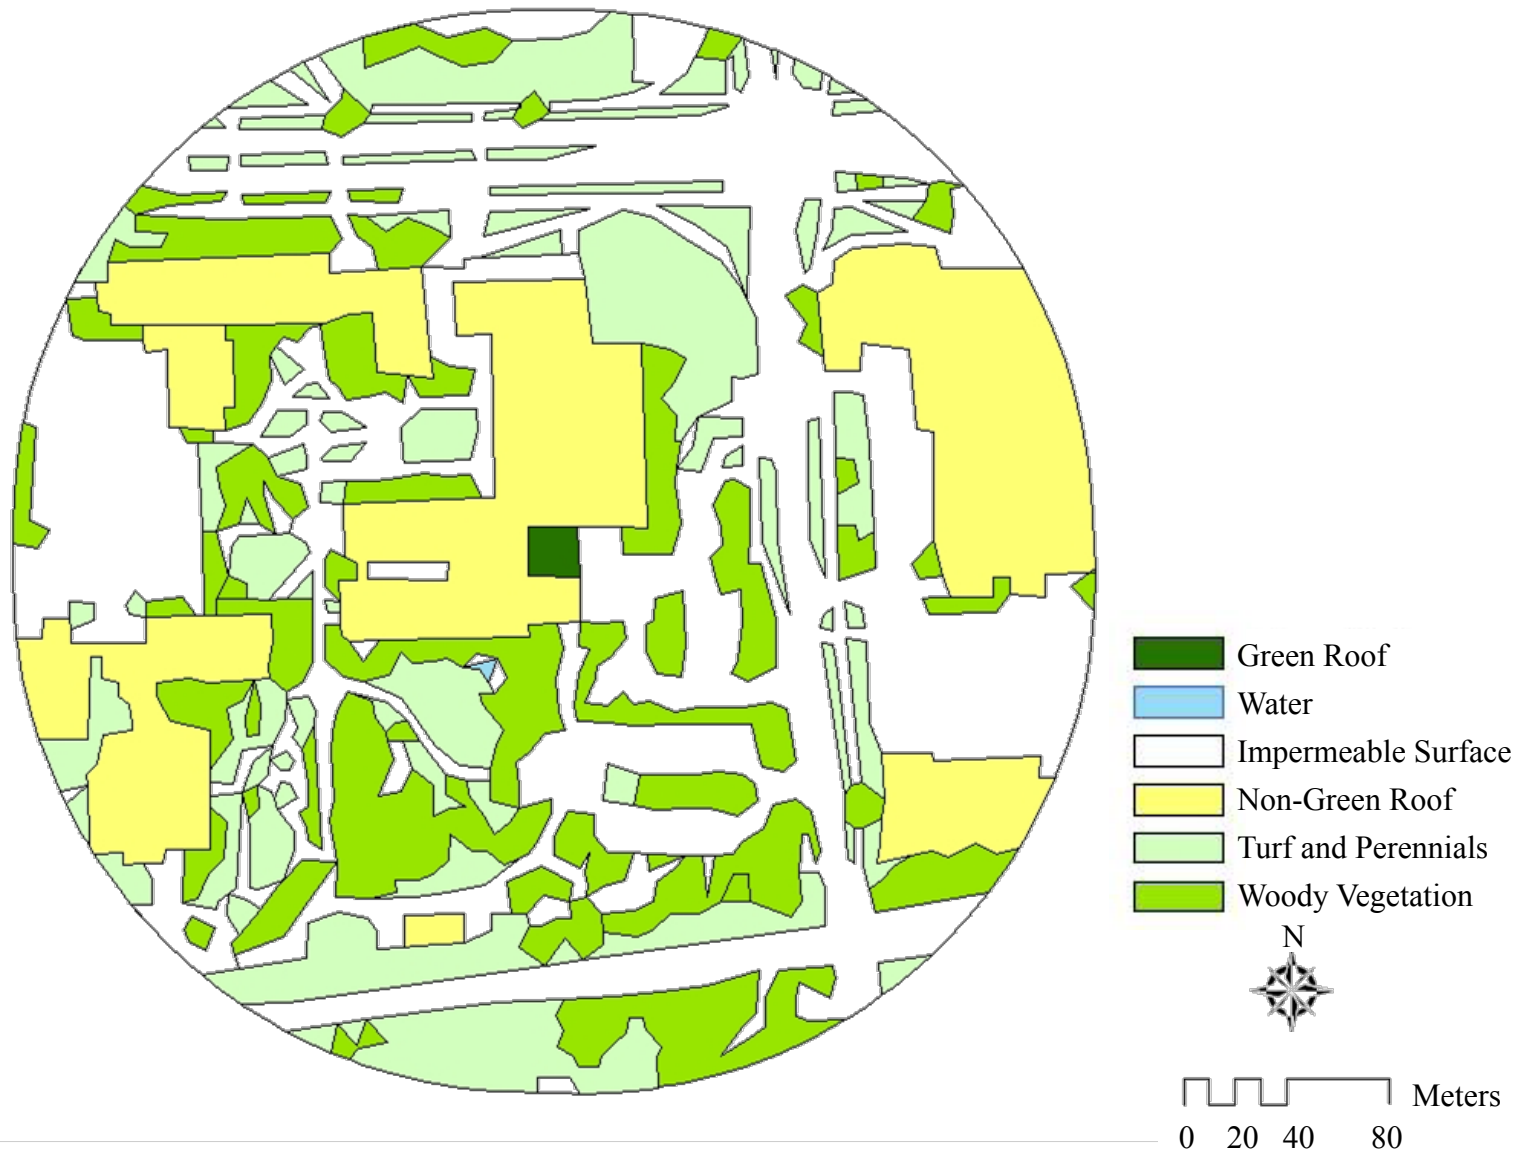 Green Roof
Water
Impermeable Surface
Non-Green Roof
Turf and Perennials
Woody Vegetation
N
Meters
0 20 40 80